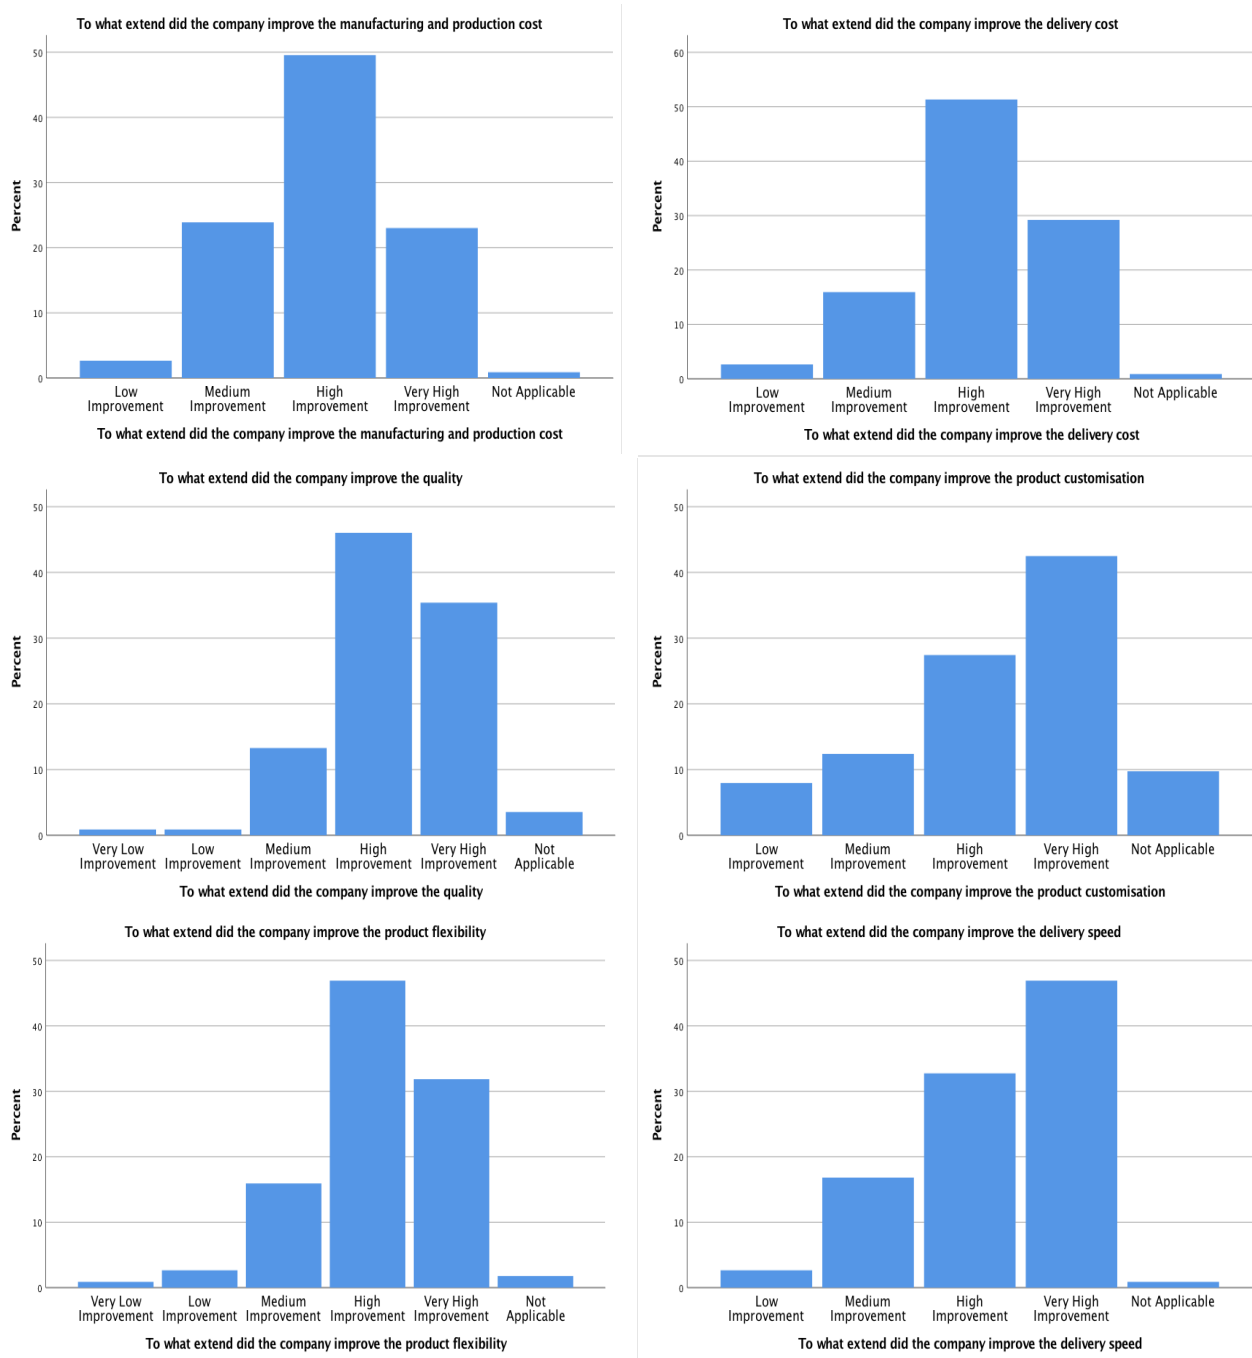 To what extend did the company improve the manufacturing and production cost
50
40
30
20
10
0
Percent
Low Improvement
Medium Improvement
High Improvement
Very High Improvement
Not Applicable
To what extend did the company improve the manufacturing and production cost
To what extend did the company improve the delivery cost
60
50
40
30
20
10
0
Percent
Low Improvement
Medium Improvement
High Improvement
Very High Improvement
Not Applicable
To what extend did the company improve the delivery cost
To what extend did the company improve the quality
50
40
30
20
10
0
Percent
Very Low Improvement
Low Improvement
Medium Improvement
High Improvement
Very High Improvement
Not Applicable
To what extend did the company improve the quality
To what extend did the company improve the product customisation
50
40
30
20
10
0
Percent
Low Improvement
Medium Improvement
High Improvement
Very High Improvement
Not Applicable
To what extend did the company improve the product customisation
To what extend did the company improve the product flexibility
50
40
30
20
10
0
Percent
Very Low Improvement
Low Improvement
Medium Improvement
High Improvement
Very High Improvement
Not Applicable
To what extend did the company improve the product flexibility
To what extend did the company improve the delivery speed
50
40
30
20
10
0
Percent
Low Improvement
Medium Improvement
High Improvement
Very High Improvement
Not Applicable
To what extend did the company improve the delivery speed